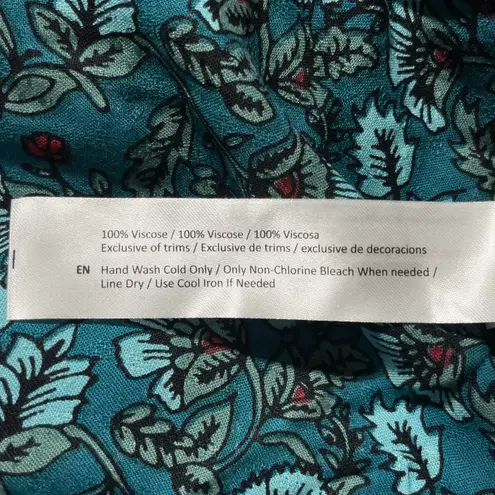 100% Viscose / 100% Viscose / 100% Viscosa
Exclusive of trims / Exclusive de trims / exclusive de decoracions
EN Hand Wash Cold Only / Only Non-Chlorine Bleach When needed /
Line Dry / Use Cool Iron If Needed